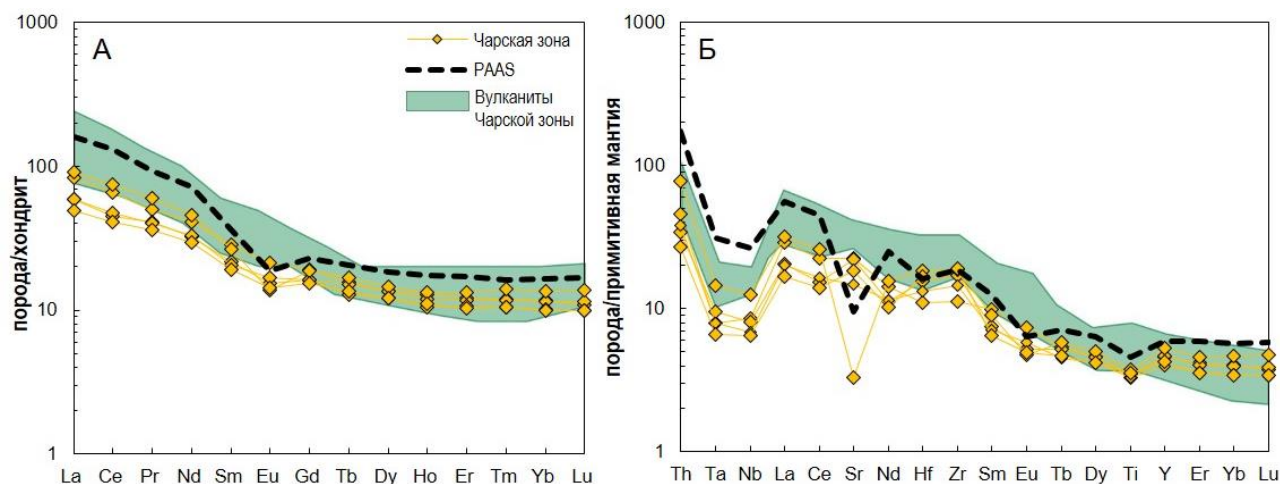 А
1000
100
10
1
порода/хондрит
Чарская зона
PAAS
Вулканиты
Чарской зоны
La Ce Pr Nd Sm Eu Gd Tb Dy Ho Er Tm Yb Lu
Б
1000
100
10
1
порода/примитивная мантия
Th Ta Nb La Ce Sr Nd Hf Zr Sm Eu Tb Dy Ti Y Er Yb Lu